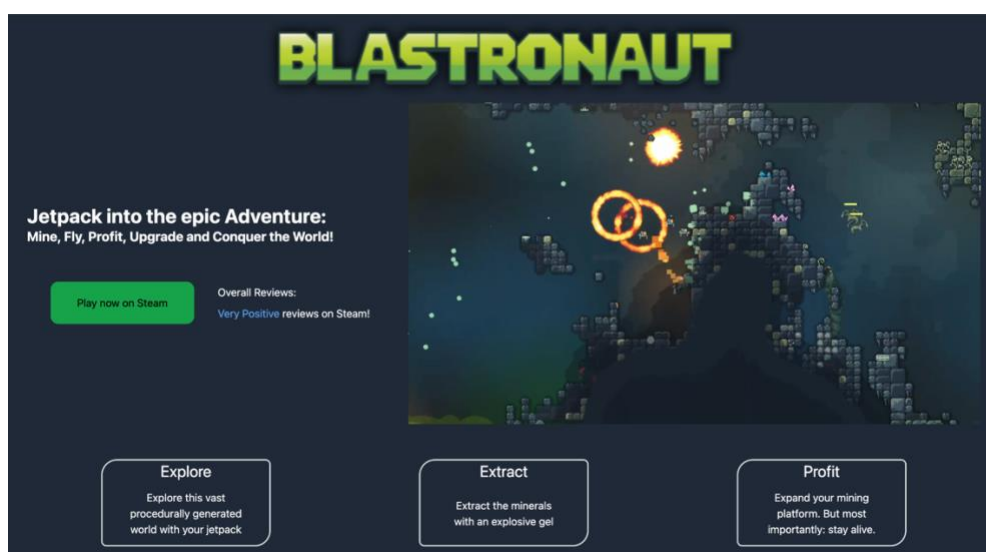 BLASTRONAUT
Jetpack into the epic Adventure:
Mine, Fly, Profit, Upgrade and Conquer the World!
Play now on Steam
Overall Reviews:
Very Positive reviews on Steam!
Explore
Explore this vast
procedurally generated
world with your jetpack
Extract
Extract the minerals
with an explosive gel
Profit
Expand your mining
platform. But most
importantly: stay alive.